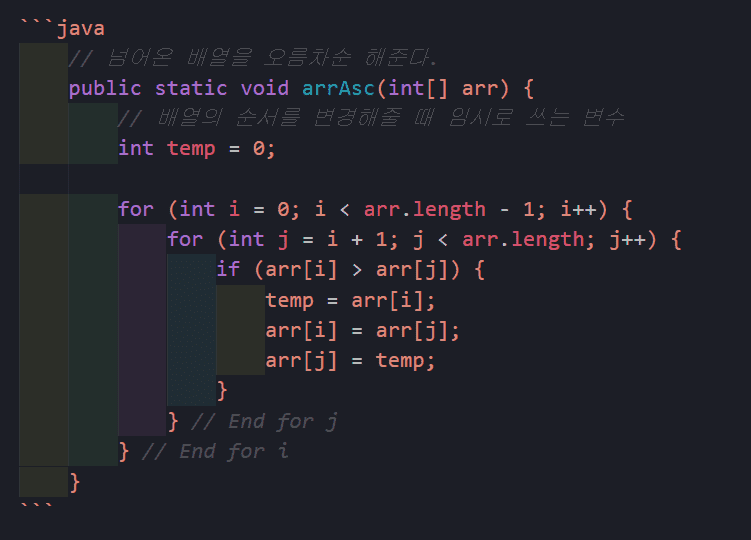 ```java
    // 넘어온 배열을 오름차순 해준다.
    public static void arrAsc(int[] arr) {
        // 배열의 순서를 변경해줄 때 임시로 쓰는 변수
        int temp = 0;

        for (int i = 0; i < arr.length - 1; i++) {
            for (int j = i + 1; j < arr.length; j++) {
                if (arr[i] > arr[j]) {
                    temp = arr[i];
                    arr[i] = arr[j];
                    arr[j] = temp;
                }
            } // End for j
        } // End for i
    }
```